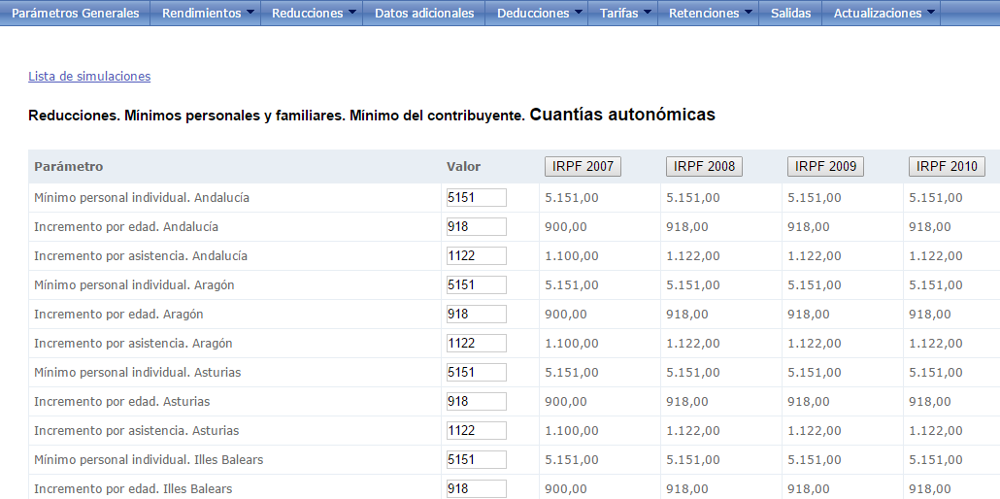 Parámetros Generales Rendimientos Reducciones Datos adicionales Deducciones Tarifas Retenciones Salidas Actualizaciones
Lista de simulaciones
Reducciones. Mínimos personales y familiares. Mínimo del contribuyente. Cuantías autonómicas
Parámetro Valor IRPF 2007 IRPF 2008 IRPF 2009 IRPF 2010
Mínimo personal individual. Andalucía 5151 5.151,00 5.151,00 5.151,00 5.151,00
Incremento por edad. Andalucía 918 900,00 918,00 918,00 918,00
Incremento por asistencia. Andalucía 1122 1.100,00 1.122,00 1.122,00 1.122,00
Mínimo personal individual. Aragón 5151 5.151,00 5.151,00 5.151,00 5.151,00
Incremento por edad. Aragón 918 900,00 918,00 918,00 918,00
Incremento por asistencia. Aragón 1122 1.100,00 1.122,00 1.122,00 1.122,00
Mínimo personal individual. Asturias 5151 5.151,00 5.151,00 5.151,00 5.151,00
Incremento por edad. Asturias 918 900,00 918,00 918,00 918,00
Incremento por asistencia. Asturias 1122 1.100,00 1.122,00 1.122,00 1.122,00
Mínimo personal individual. Illes Balears 5151 5.151,00 5.151,00 5.151,00 5.151,00
Incremento por edad. Illes Balears 918 900,00 918,00 918,00 918,00